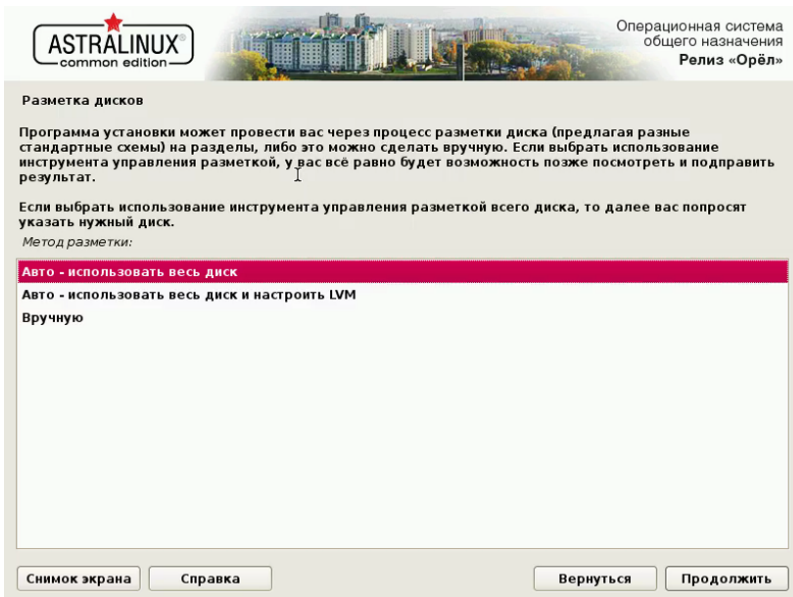 ASTRALINUX®
common edition
Операционная система
общего назначения
Релиз «Орёл»
Разметка дисков
Программа установки может провести вас через процесс разметки диска (предлагая разные
стандартные схемы) на разделы, либо это можно сделать вручную. Если выбрать использование
инструмента управления разметкой, у вас всё равно будет возможность позже посмотреть и подправить
результат.
Если выбрать использование инструмента управления разметкой всего диска, то далее вас попросят
указать нужный диск.
Метод разметки:
Авто - использовать весь диск
Авто - использовать весь диск и настроить LVM
Вручную
Снимок экрана
Справка
Вернуться
Продолжить